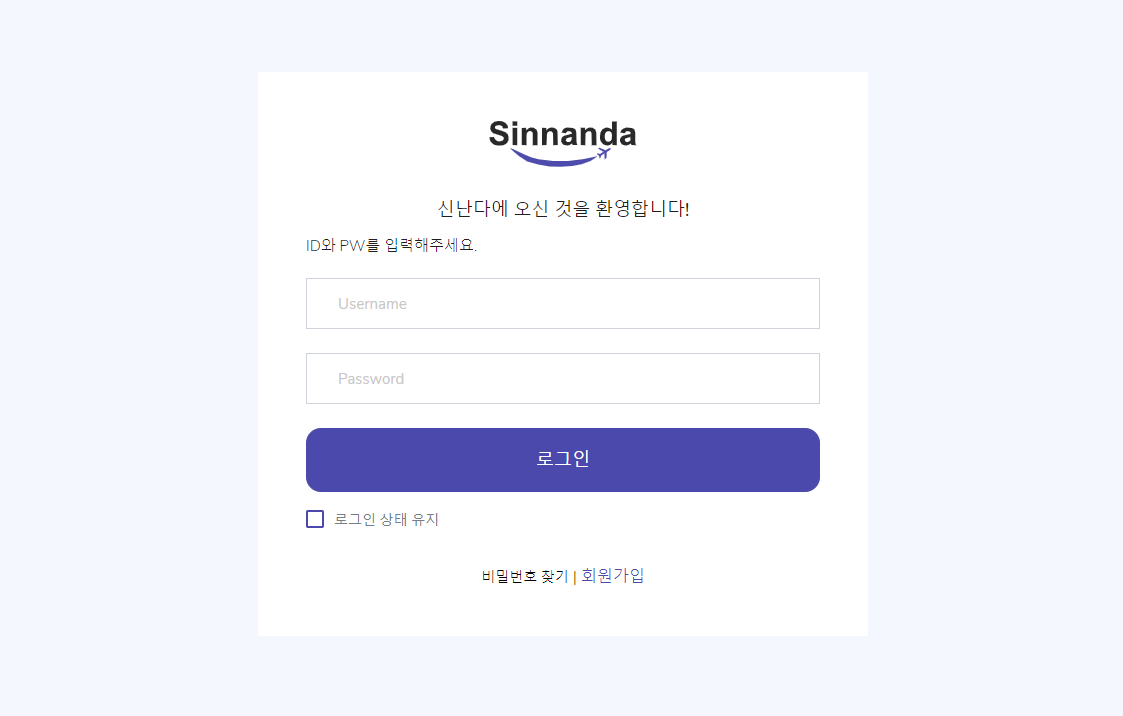 Sinnanda
신난다에 오신 것을 환영합니다!
ID와 PW를 입력해주세요.
Username
Password
로그인
로그인 상태 유지
비밀번호 찾기 | 회원가입